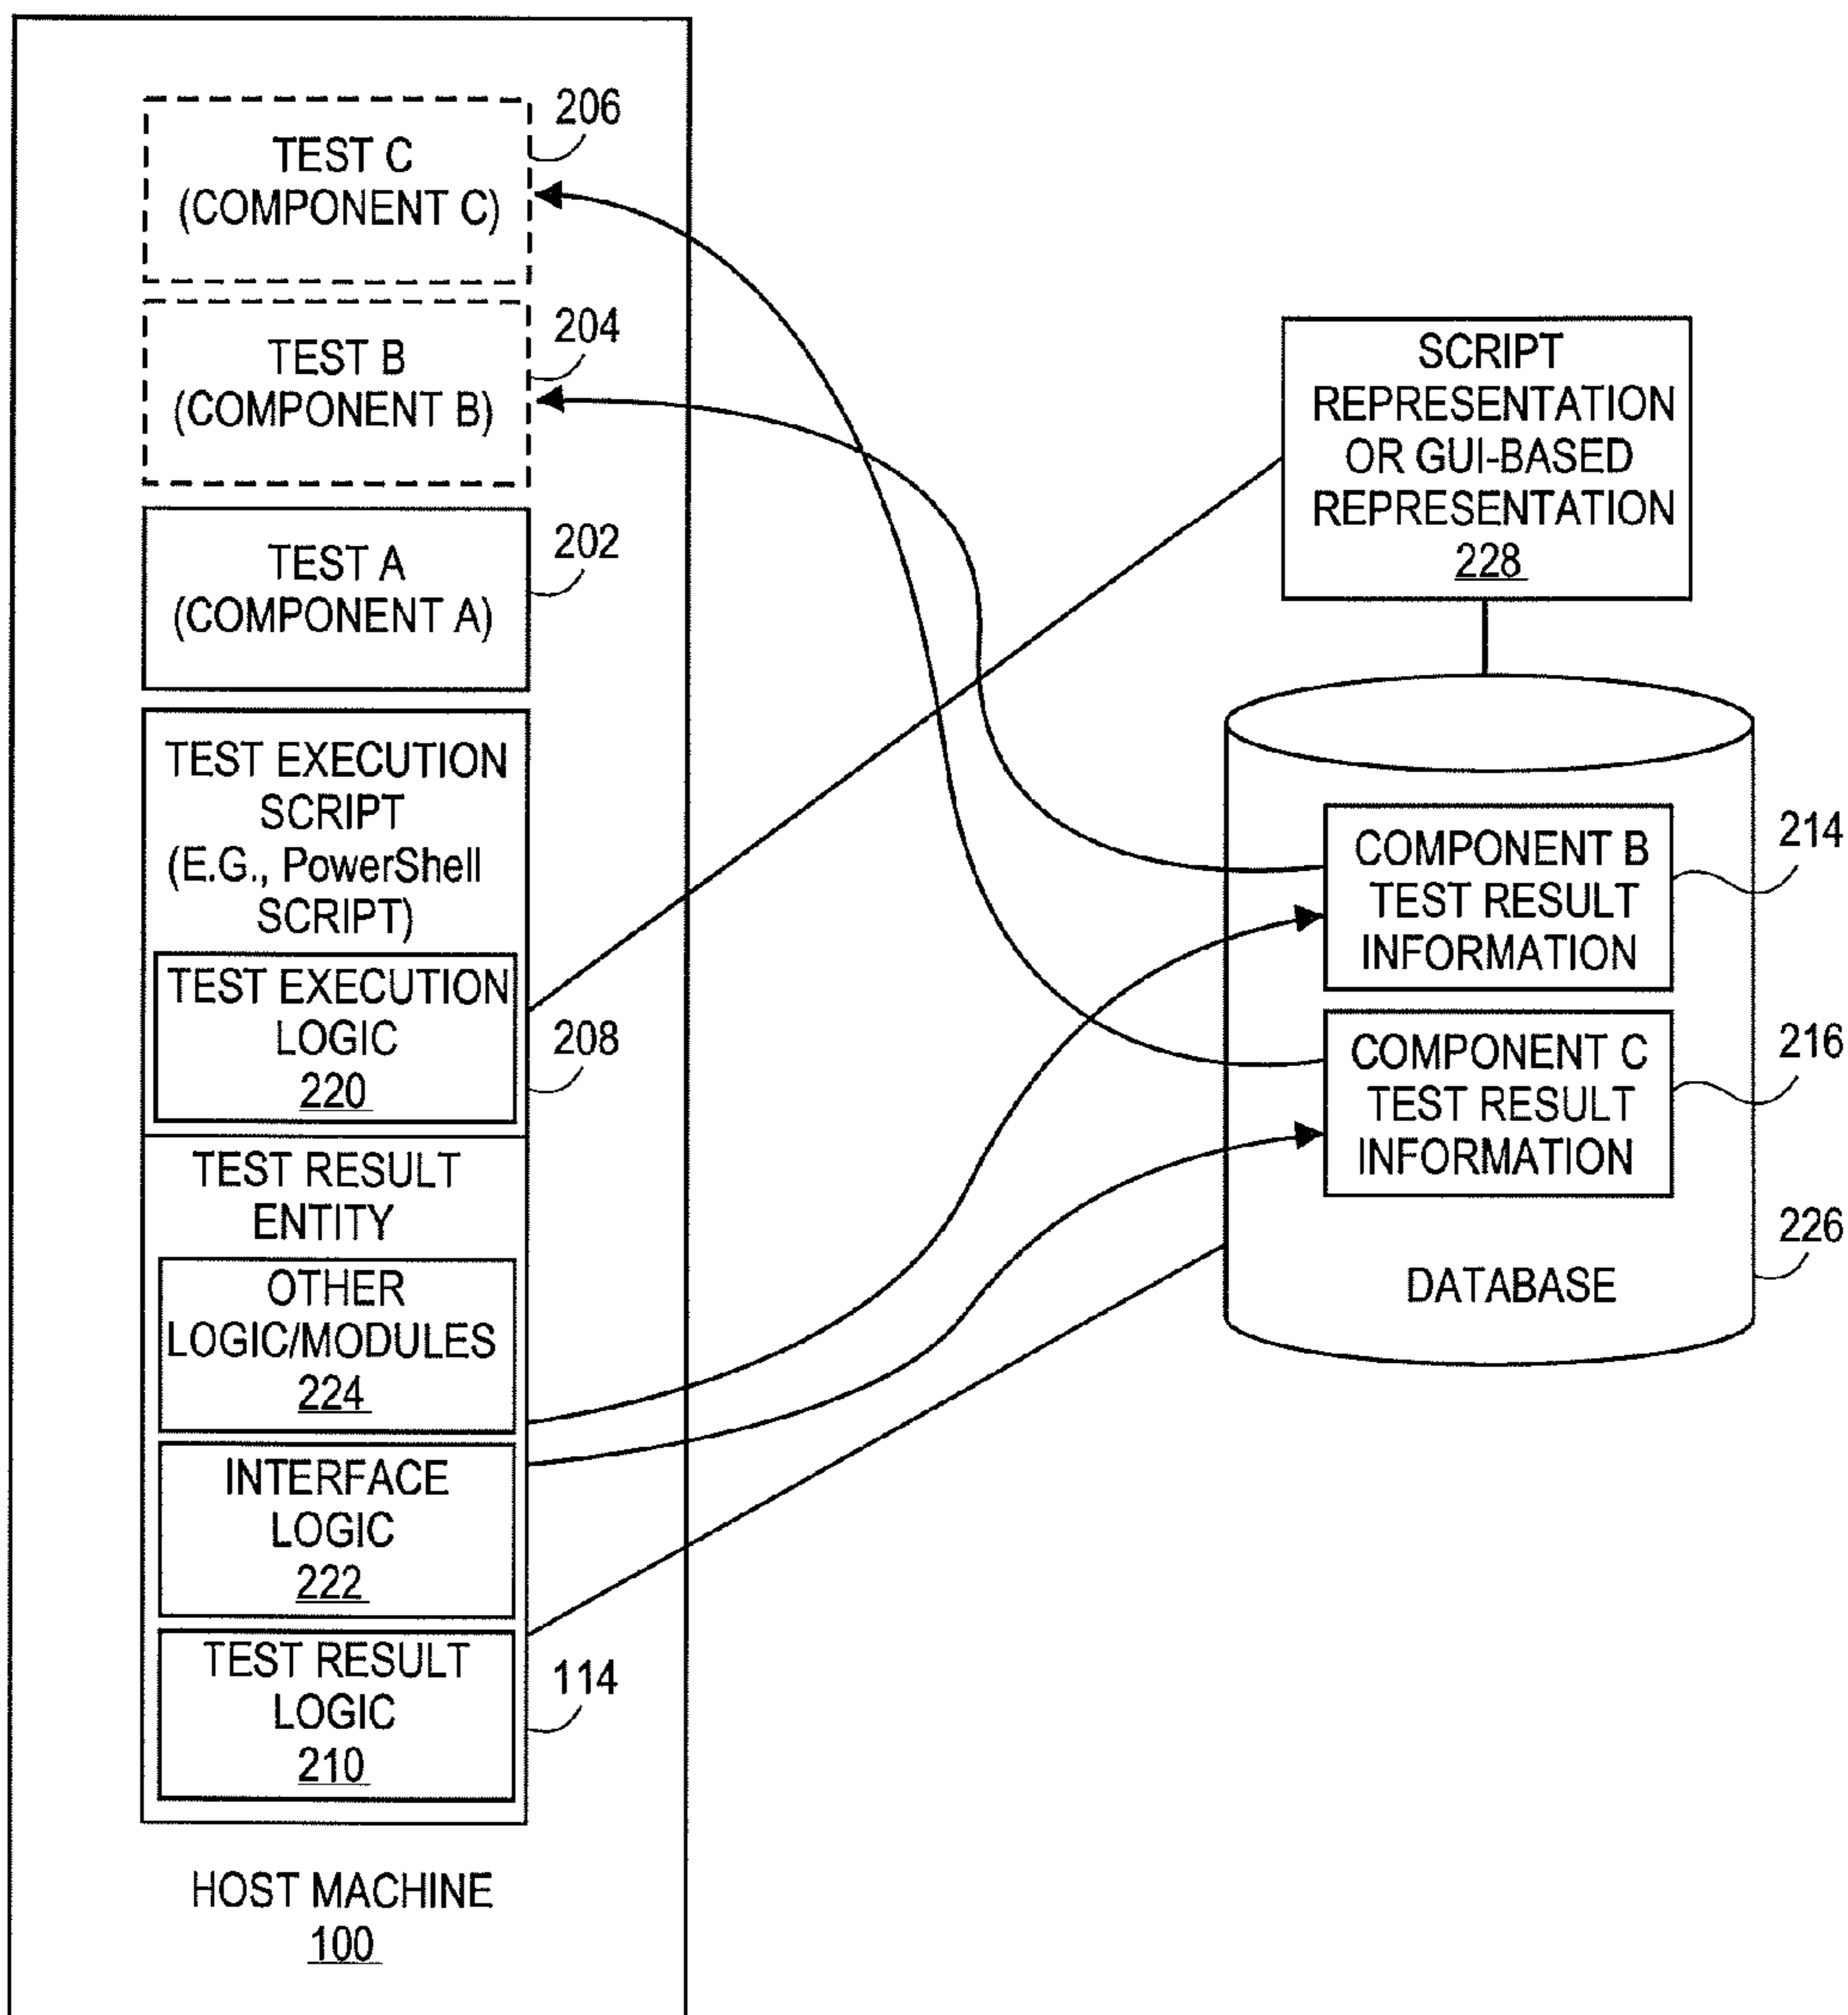 TEST C
(COMPONENT C)
206
TEST B
(COMPONENT B)
204
TEST A
(COMPONENT A)
202
TEST EXECUTION
SCRIPT
(E.G., PowerShell
SCRIPT)
TEST EXECUTION
LOGIC
220
208
TEST RESULT
ENTITY
OTHER
LOGIC/MODULES
224
INTERFACE
LOGIC
222
TEST RESULT
LOGIC
210
114
HOST MACHINE
100
SCRIPT
REPRESENTATION
OR GUI-BASED
REPRESENTATION
228
COMPONENT B
TEST RESULT
INFORMATION
214
COMPONENT C
TEST RESULT
INFORMATION
216
DATABASE
226